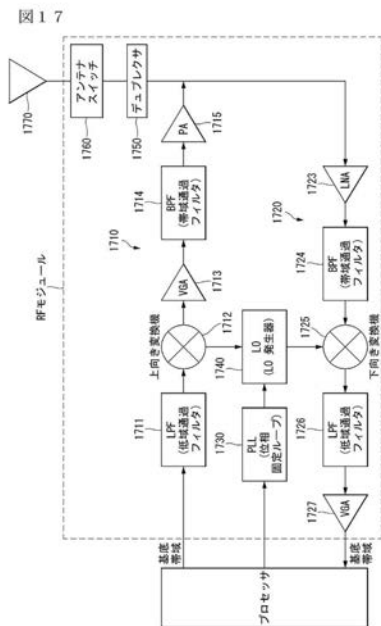 図17
1770
アンテナ
スイッチ
1760
デュプレクサ
1750
RFモジュール
PA
1715
BPF
(帯域通過
フィルタ)
1714
1710
VGA
1713
上向き変換機
1712
LPF
(低域通過
フィルタ)
1711
LO
(LO 発生器)
1740
PLL
(位相
固定ループ)
1730
LNA
1723
1720
BPF
(帯域通過
フィルタ)
1724
1725
下向き変換機
LPF
(低域通過
フィルタ)
1726
VGA
1727
基底
帯域
基底
帯域
プロセッサ